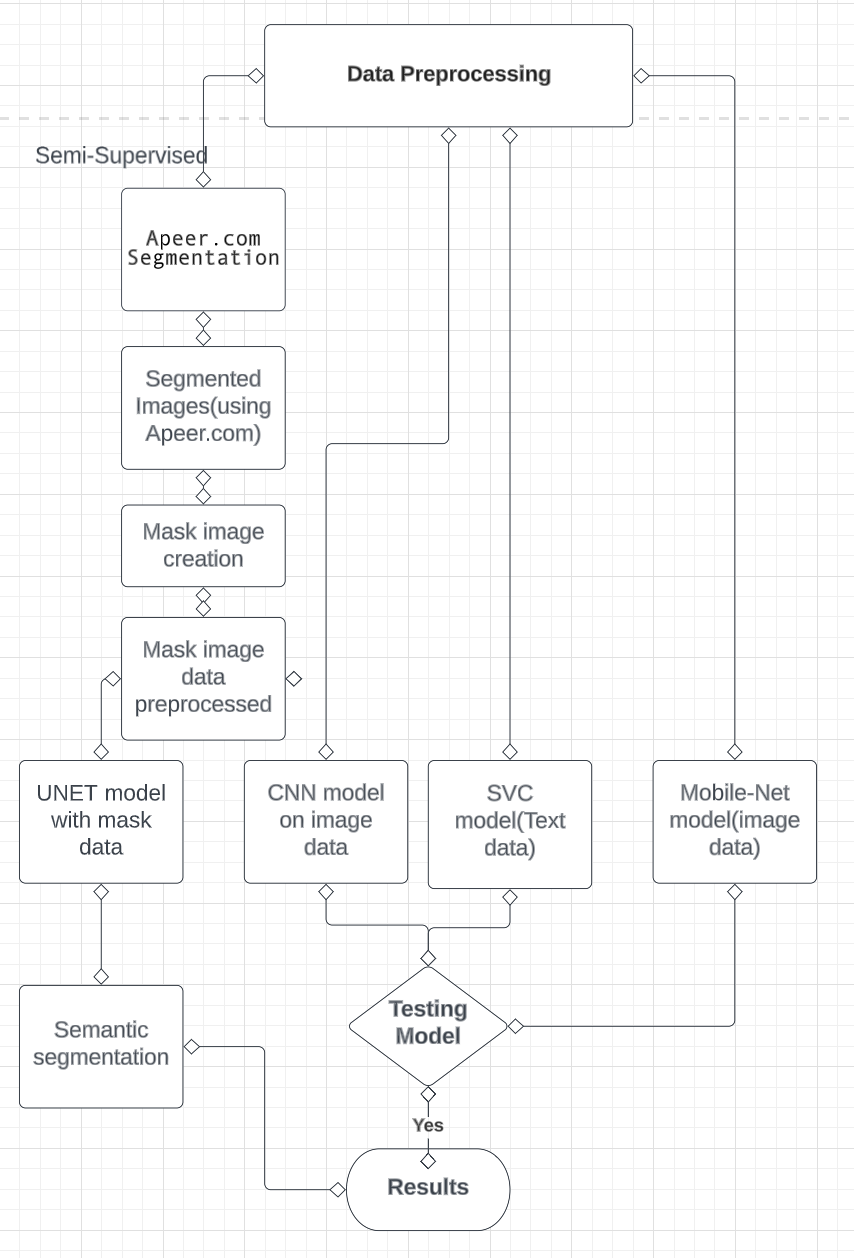 Data Preprocessing
Semi-Supervised
Apeer.com
Segmentation
Segmented
Images(using
Apeer.com)
Mask image
creation
Mask image
data
preprocessed
UNET model
with mask
data
CNN model
on image
data
SVC
model(Text
data)
Mobile-Net
model(image
data)
Testing
Model
Semantic
segmentation
Yes
Results